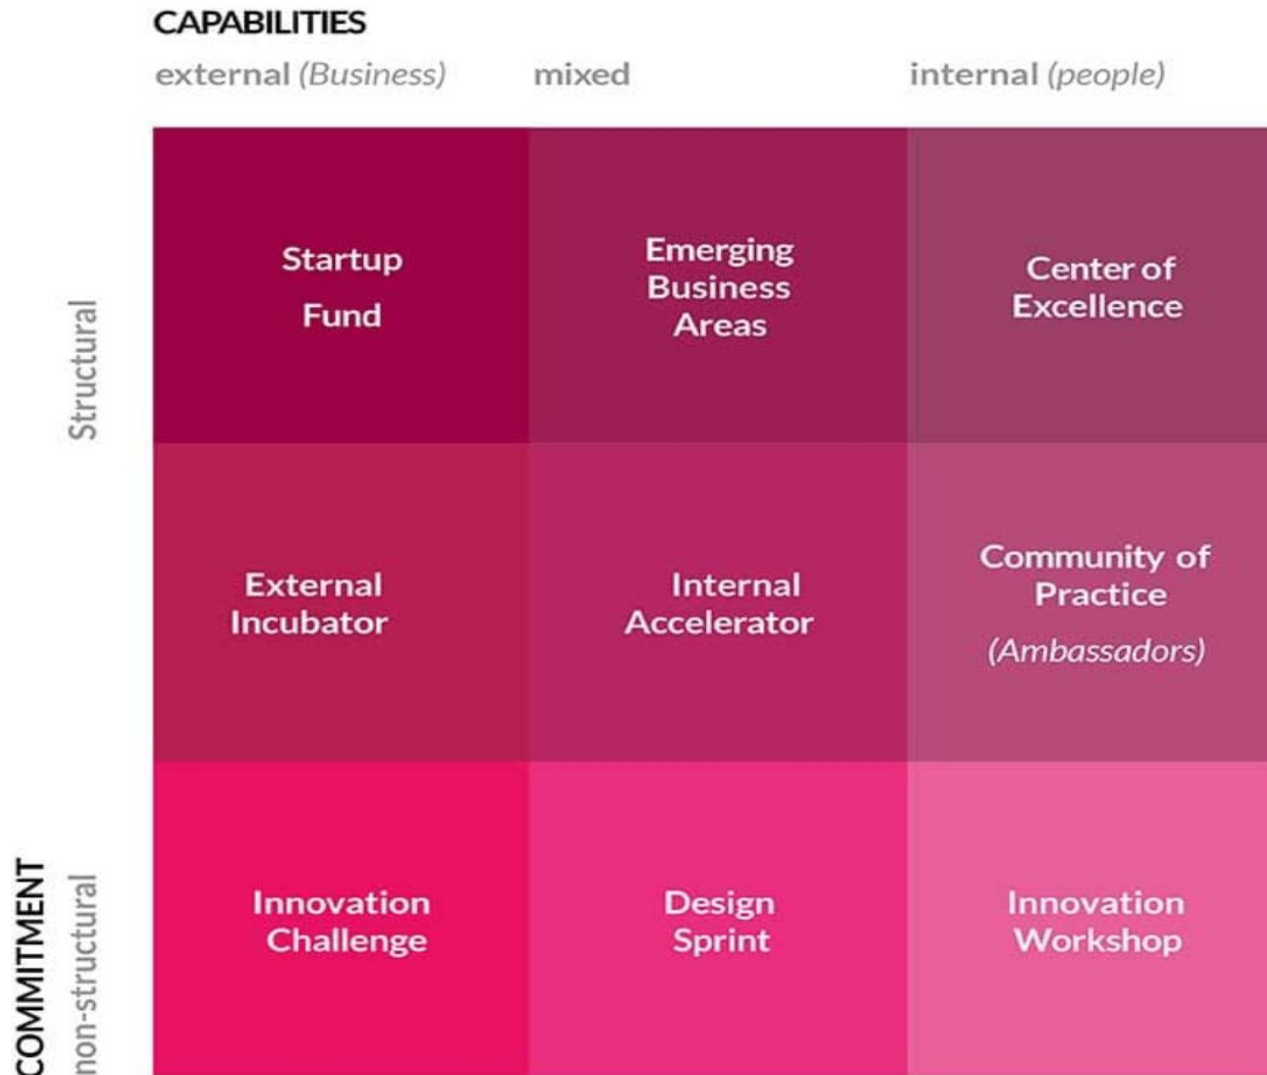 CAPABILITIES
external (Business)
mixed
internal (people)
Structural
Startup
Fund
Emerging
Business
Areas
Center of
Excellence
External
Incubator
Internal
Accelerator
Community of
Practice
(Ambassadors)
COMMITMENT
non-structural
Innovation
Challenge
Design
Sprint
Innovation
Workshop